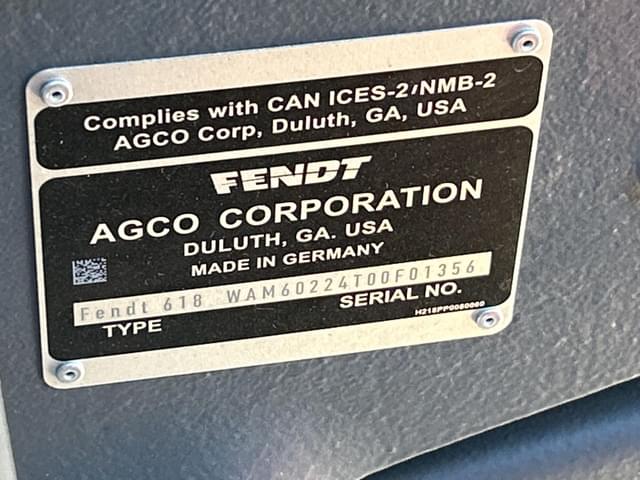 Complies with CAN ICES-2/NMB-2
AGCO Corp, Duluth, GA, USA
FENDT
AGCO CORPORATION
DULUTH, GA. USA
MADE IN GERMANY
Fendt 618 WAM60224T00F01356
TYPE SERIAL NO.
H218PP0080060